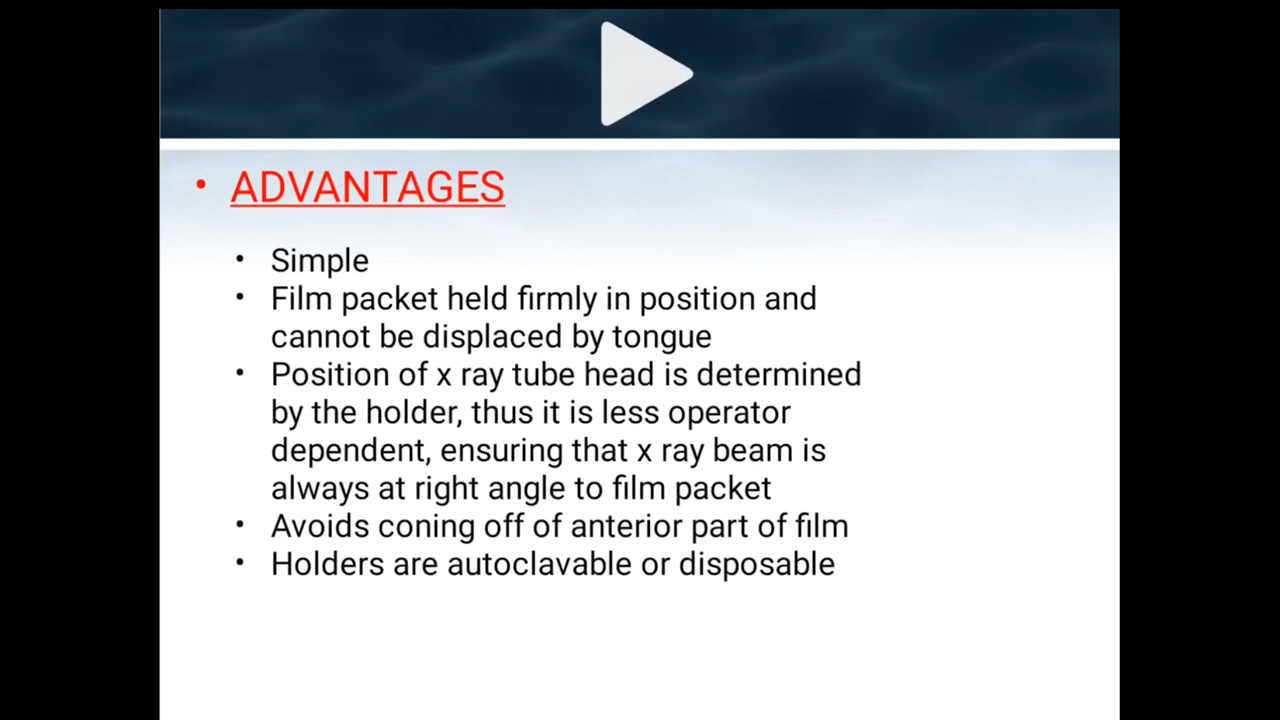 • ADVANTAGES
• Simple
• Film packet held firmly in position and
cannot be displaced by tongue
• Position of x ray tube head is determined
by the holder, thus it is less operator
dependent, ensuring that x ray beam is
always at right angle to film packet
• Avoids coning off of anterior part of film
• Holders are autoclavable or disposable